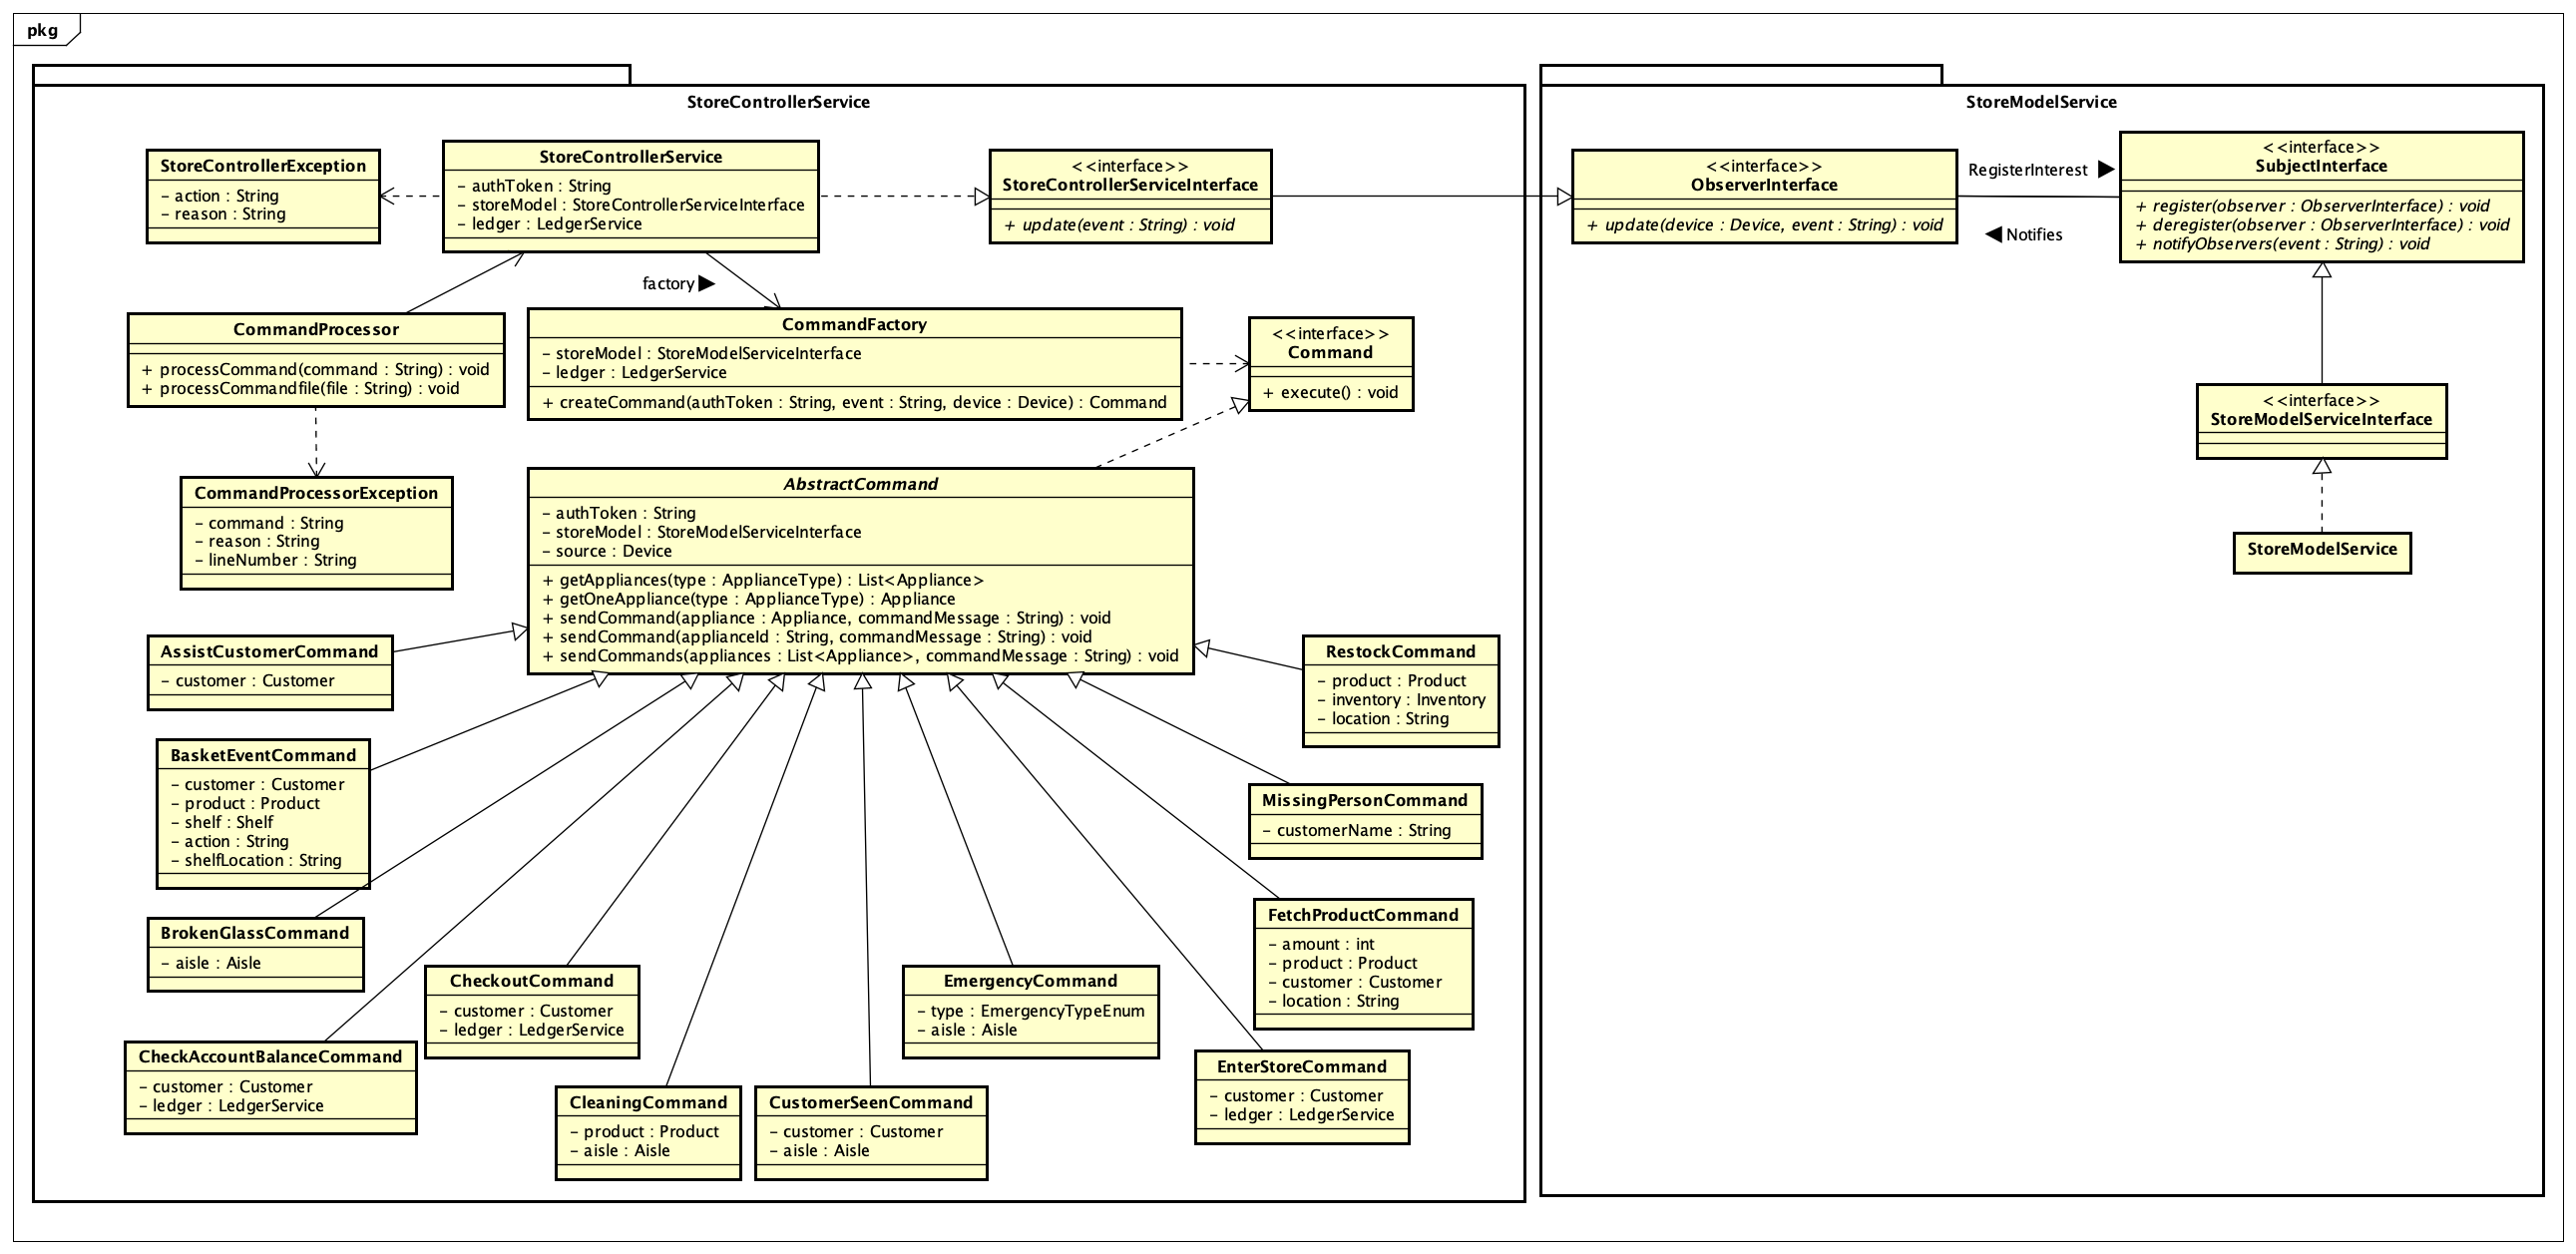 pkg
StoreControllerService
StoreControllerException
- action : String
- reason : String
StoreControllerService
- authToken : String
- storeModel : StoreControllerServiceInterface
- ledger : LedgerService
<<interface>>
StoreControllerServiceInterface
+ update(event : String) : void
factory ▶
CommandProcessor
+ processCommand(command : String) : void
+ processCommandfile(file : String) : void
CommandFactory
- storeModel : StoreModelServiceInterface
- ledger : LedgerService
+ createCommand(authToken : String, event : String, device : Device) : Command
<<interface>>
Command
+ execute() : void
CommandProcessorException
- command : String
- reason : String
- lineNumber : String
AbstractCommand
- authToken : String
- storeModel : StoreModelServiceInterface
- source : Device
+ getAppliances(type : ApplianceType) : List<Appliance>
+ getOneAppliance(type : ApplianceType) : Appliance
+ sendCommand(appliance : Appliance, commandMessage : String) : void
+ sendCommand(applianceId : String, commandMessage : String) : void
+ sendCommands(appliances : List<Appliance>, commandMessage : String) : void
AssistCustomerCommand
- customer : Customer
RestockCommand
- product : Product
- inventory : Inventory
- location : String
BasketEventCommand
- customer : Customer
- product : Product
- shelf : Shelf
- action : String
- shelfLocation : String
MissingPersonCommand
- customerName : String
BrokenGlassCommand
- aisle : Aisle
FetchProductCommand
- amount : int
- product : Product
- customer : Customer
- location : String
CheckoutCommand
- customer : Customer
- ledger : LedgerService
EmergencyCommand
- type : EmergencyTypeEnum
- aisle : Aisle
CheckAccountBalanceCommand
- customer : Customer
- ledger : LedgerService
EnterStoreCommand
- customer : Customer
- ledger : LedgerService
CleaningCommand
- product : Product
- aisle : Aisle
CustomerSeenCommand
- customer : Customer
- aisle : Aisle
StoreModelService
<<interface>>
ObserverInterface
+ update(device : Device, event : String) : void
RegisterInterest ▶
◀ Notifies
<<interface>>
SubjectInterface
+ register(observer : ObserverInterface) : void
+ deregister(observer : ObserverInterface) : void
+ notifyObservers(event : String) : void
<<interface>>
StoreModelServiceInterface
StoreModelService